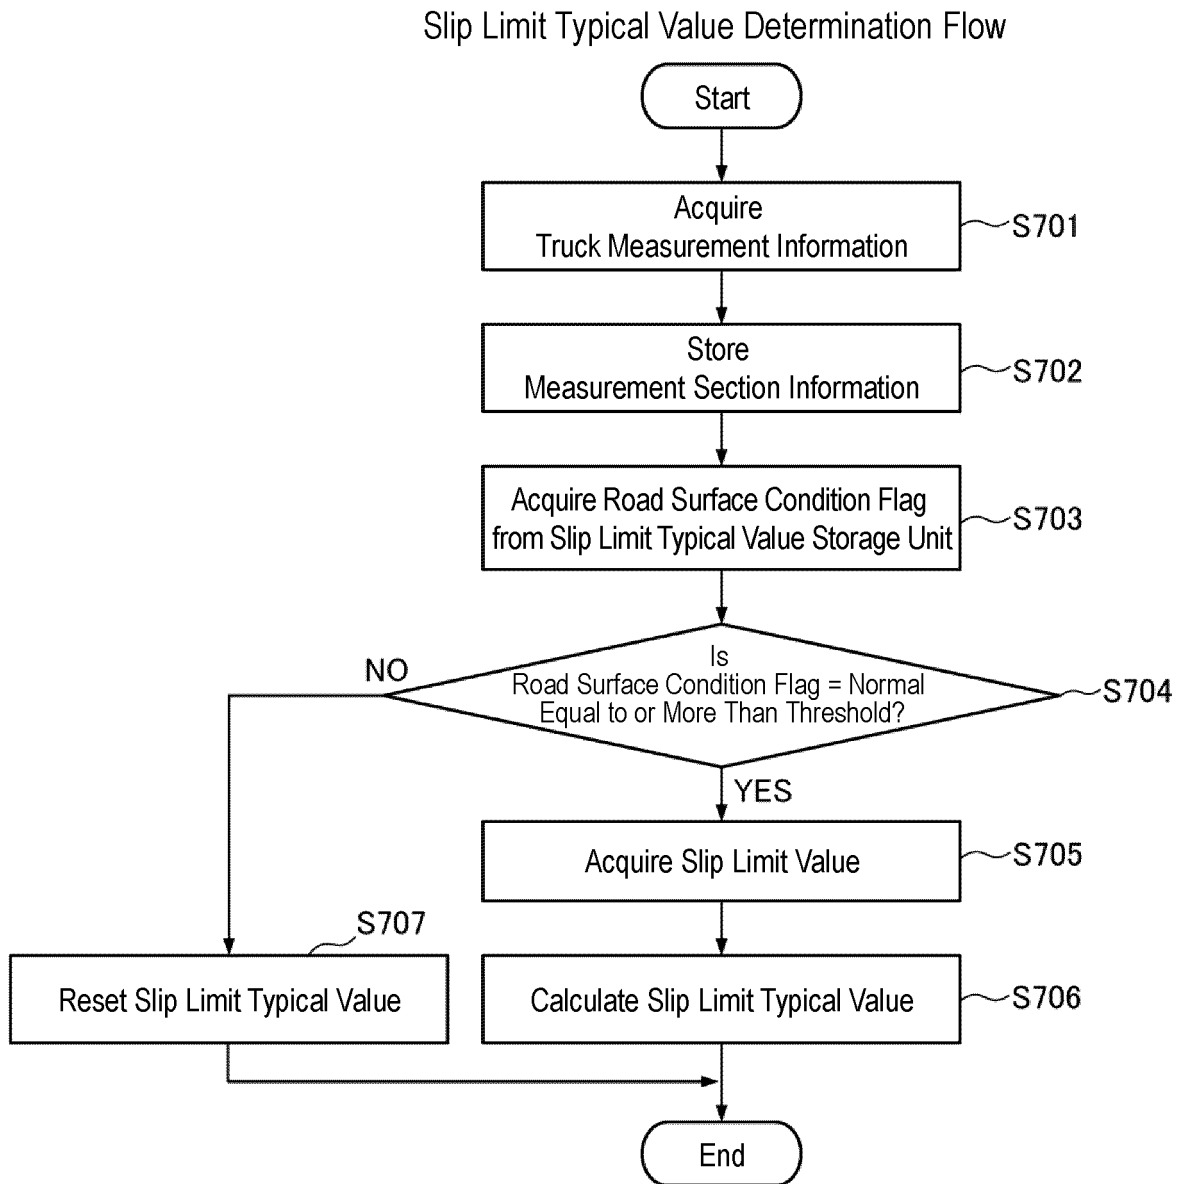 Slip Limit Typical Value Determination Flow
Start
Acquire
Truck Measurement Information
S701
Store
Measurement Section Information
S702
Acquire Road Surface Condition Flag
from Slip Limit Typical Value Storage Unit
S703
Is
Road Surface Condition Flag = Normal
Equal to or More Than Threshold?
S704
NO
YES
Acquire Slip Limit Value
S705
S707
Reset Slip Limit Typical Value
Calculate Slip Limit Typical Value
S706
End